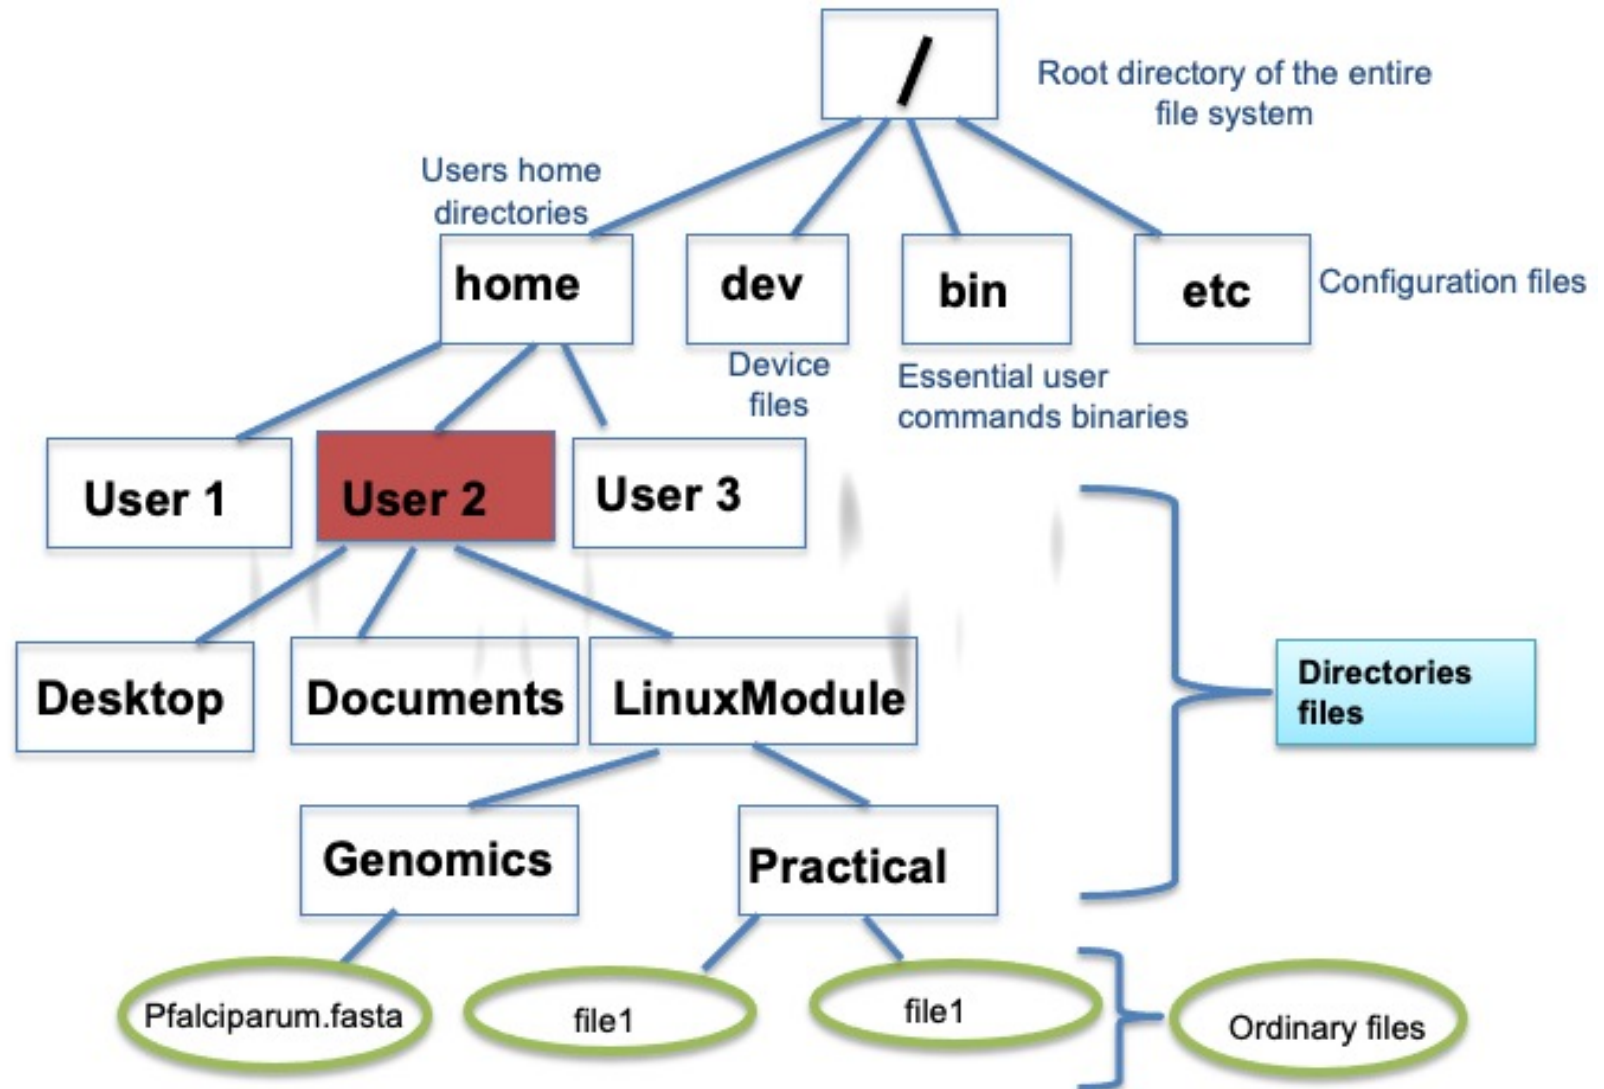 /
Root directory of the entire
file system
Users home
directories
home
dev
bin
etc
Configuration files
Device
files
Essential user
commands binaries
User 1
User 2
User 3
Desktop
Documents
LinuxModule
Directories
files
Genomics
Practical
Pfalciparum.fasta
file1
file1
Ordinary files